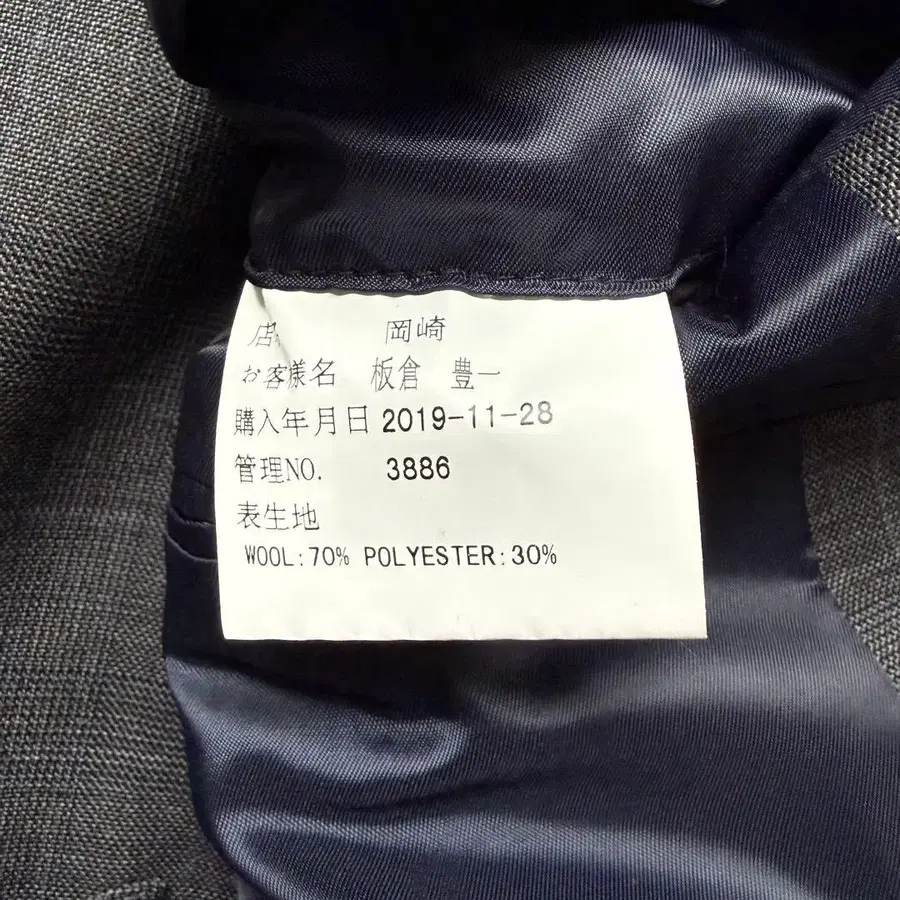 店 岡崎
お客様名 板倉 豊一
購入年月日 2019-11-28
管理NO. 3886
表生地
WOOL:70% POLYESTER:30%